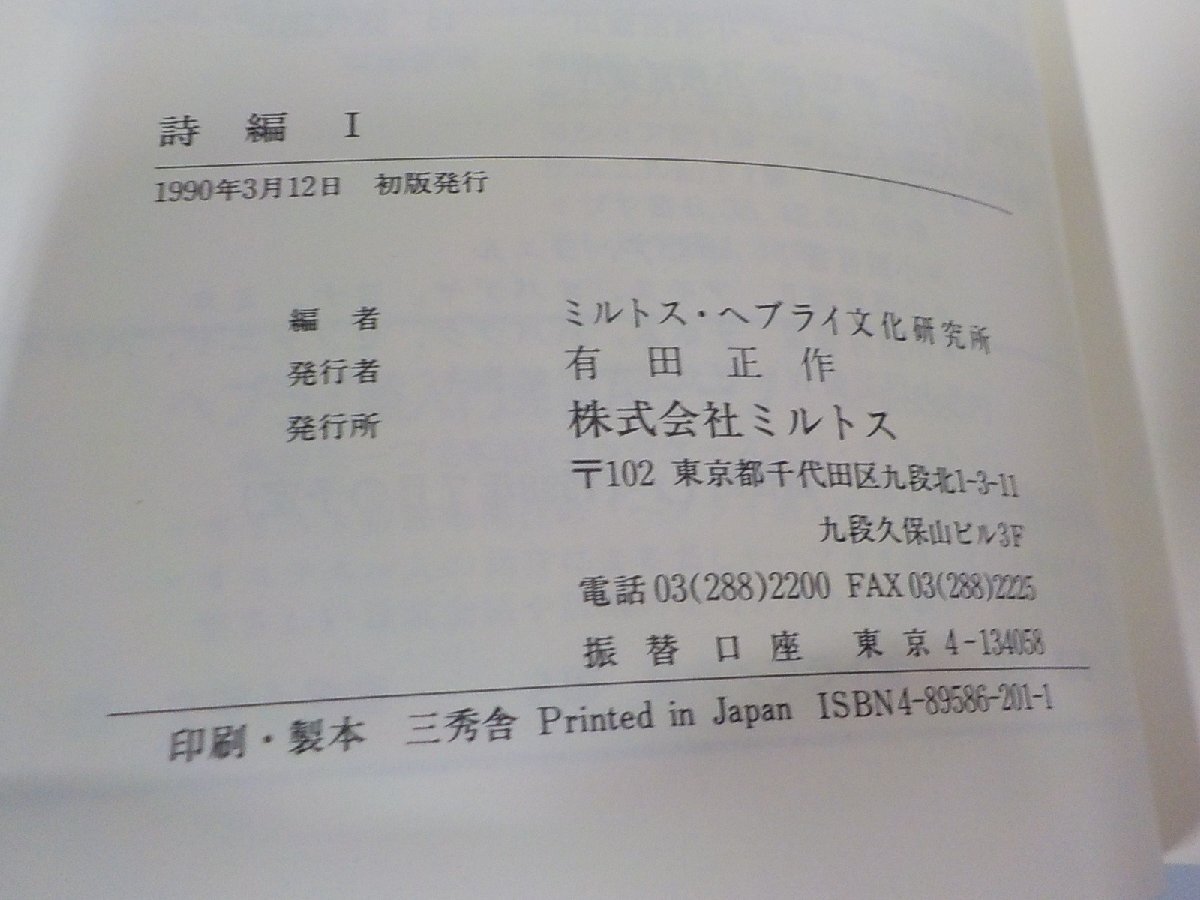 詩編 I
1990年3月12日 初版発行
編者 ミルトス・ヘブライ文化研究所
発行者 有田正作
発行所 株式会社ミルトス
〒102 東京都千代田区九段北1-3-11
九段久保山ビル3F
電話 03(288)2200 FAX 03(288)2225
振替口座 東京 4-134058
印刷・製本 三秀舎 Printed in Japan ISBN4-89586-201-1